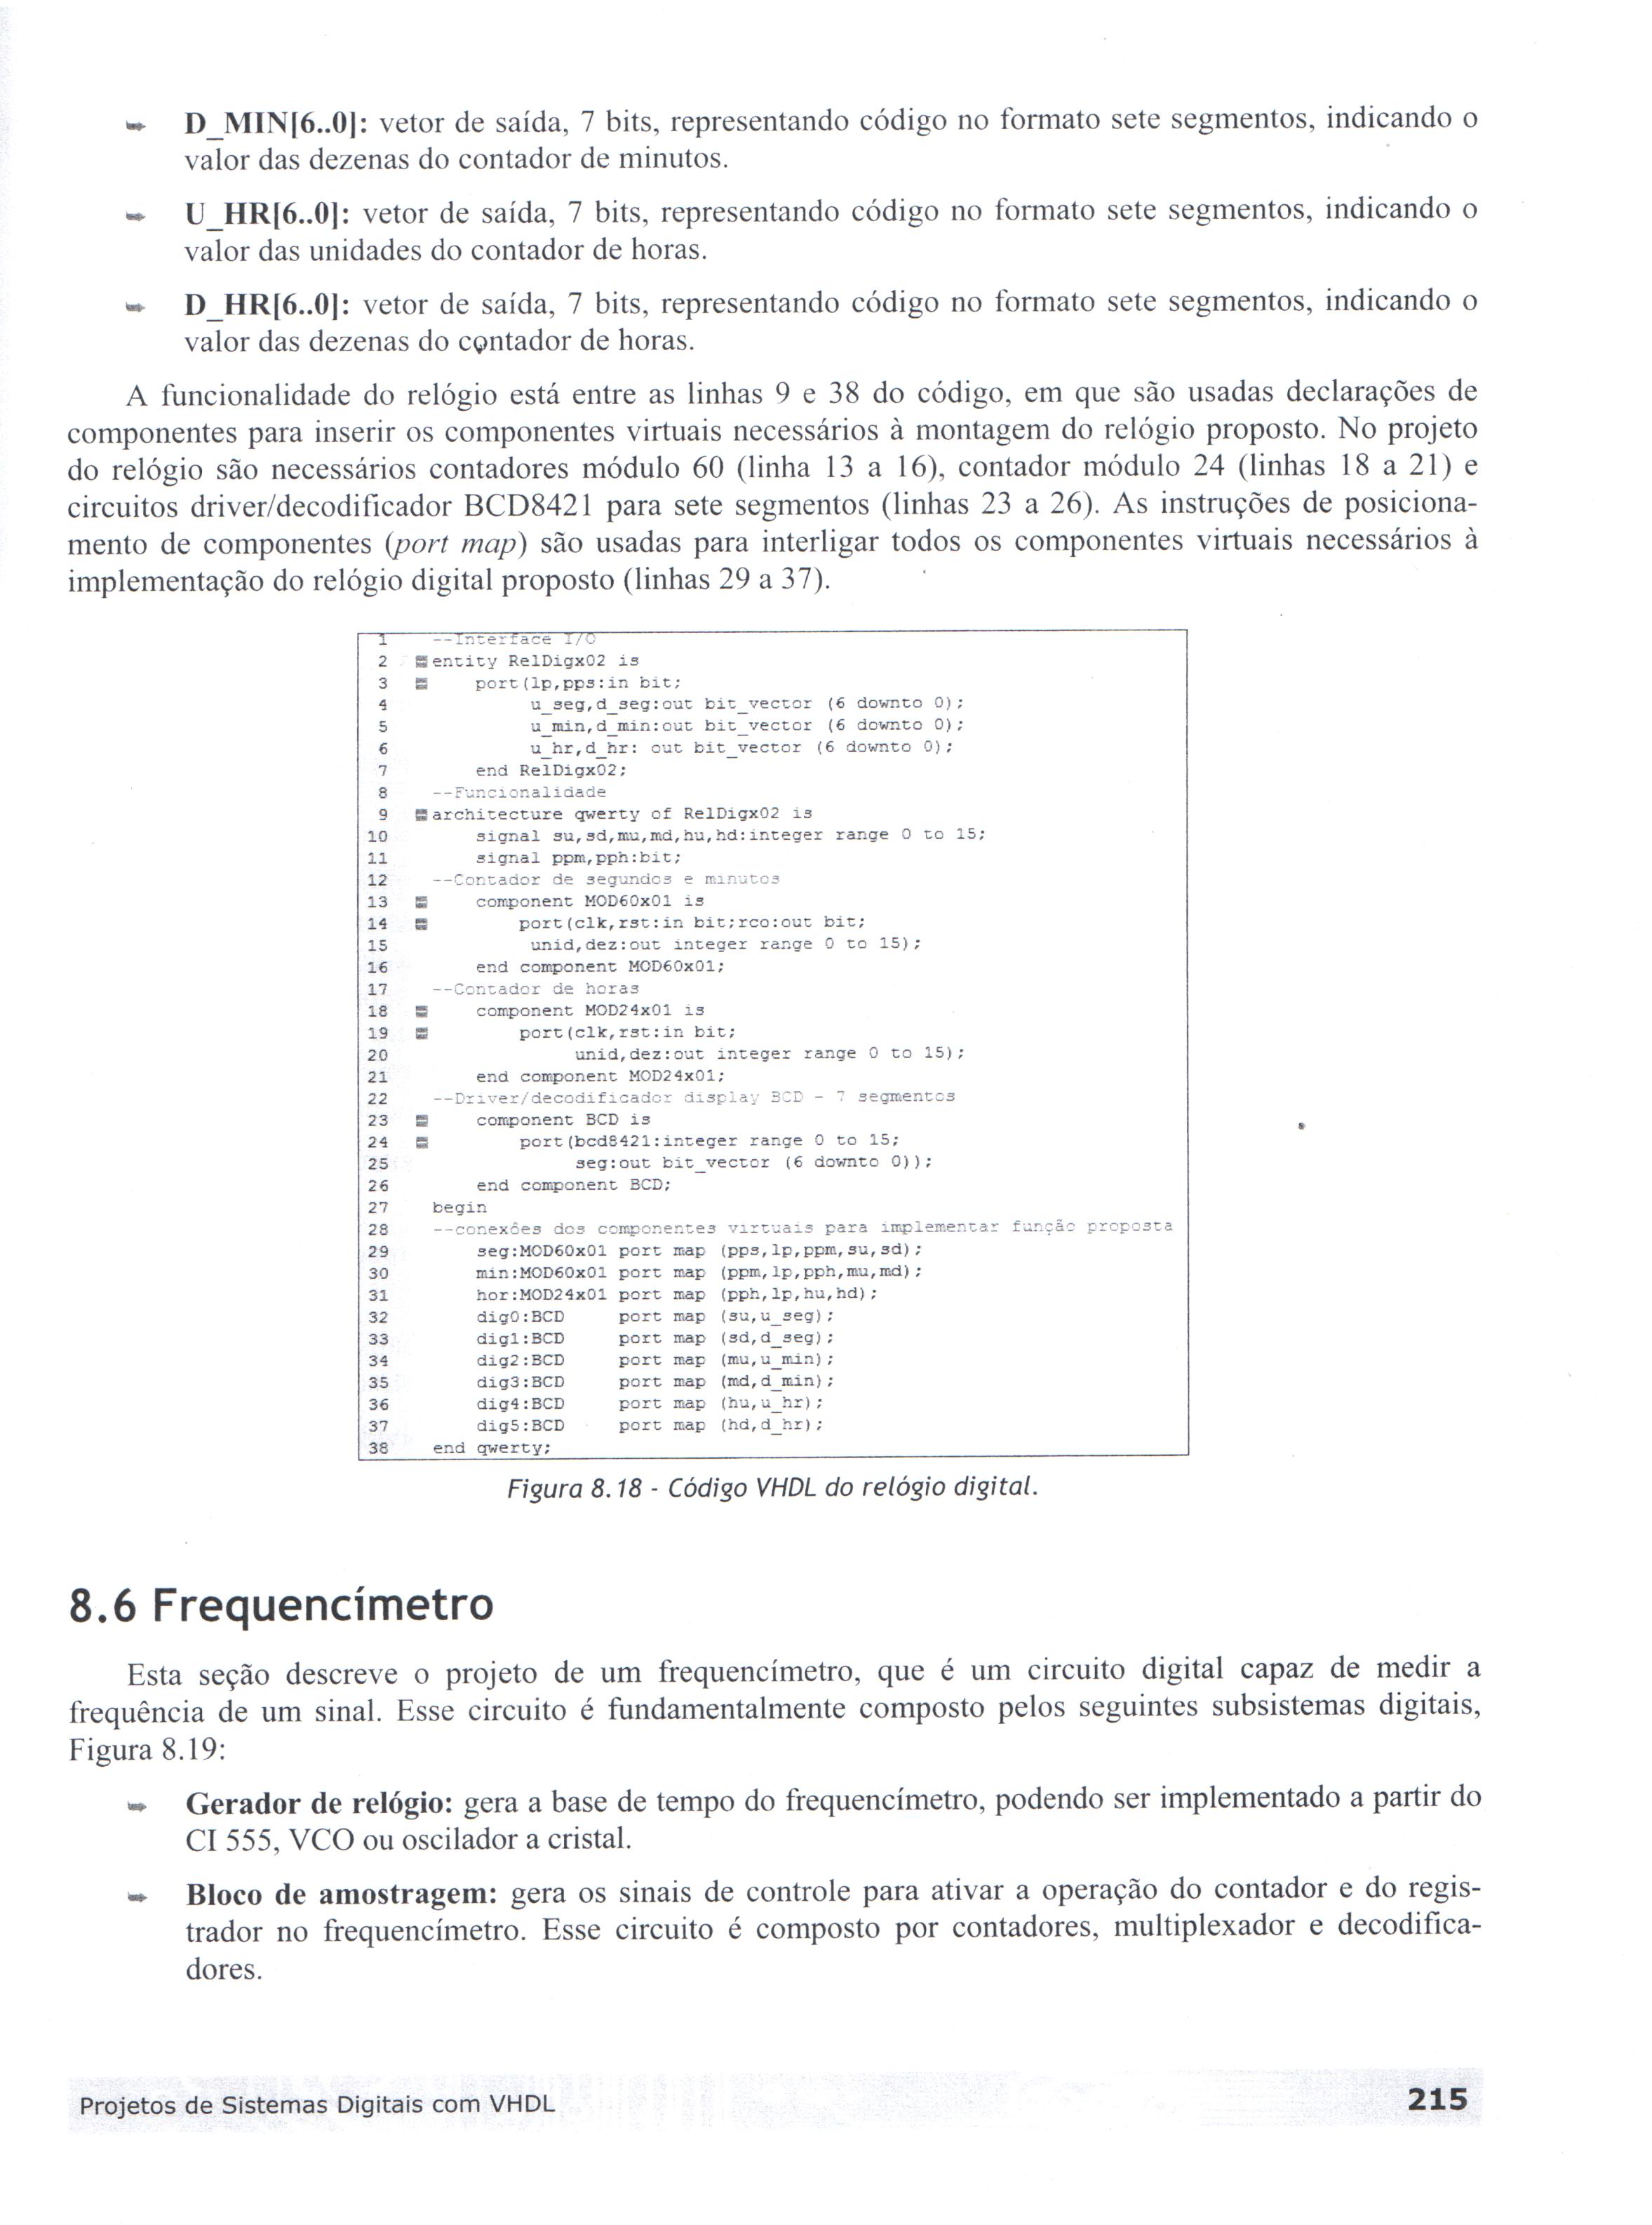 D_MIN[6..0]: vetor de saída, 7 bits, representando código no formato sete segmentos, indicando o
valor das dezenas do contador de minutos.
U_HR[6..0]: vetor de saída, 7 bits, representando código no formato sete segmentos, indicando o
valor das unidades do contador de horas.
D_HR[6..0]: vetor de saída, 7 bits, representando código no formato sete segmentos, indicando o
valor das dezenas do contador de horas.
A funcionalidade do relógio está entre as linhas 9 e 38 do código, em que são usadas declarações de
componentes para inserir os componentes virtuais necessários à montagem do relógio proposto. No projeto
do relógio são necessários contadores módulo 60 (linha 13 a 16), contador módulo 24 (linhas 18 a 21) e
circuitos driver/decodificador BCD8421 para sete segmentos (linhas 23 a 26). As instruções de posiciona-
mento de componentes (port map) são usadas para interligar todos os componentes virtuais necessários à
implementação do relógio digital proposto (linhas 29 a 37).
1 --Interface I/O
2 entity RelDigx02 is
3 port(lp,pps:in bit;
4 u_seg,d_seg:out bit_vector (6 downto 0);
5 u_min,d_min:out bit_vector (6 downto 0);
6 u_hr,d_hr: out bit_vector (6 downto 0);
7 end RelDigx02;
8 --Funcionalidade
9 architecture qwerty of RelDigx02 is
10 signal su,sd,mu,md,hu,hd:integer range 0 to 15;
11 signal ppm,pph:bit;
12 --Contador de segundos e minutos
13 component MOD60x01 is
14 port(clk,rst:in bit;rco:out bit;
15 unid,dez:out integer range 0 to 15);
16 end component MOD60x01;
17 --Contador de horas
18 component MOD24x01 is
19 port(clk,rst:in bit;
20 unid,dez:out integer range 0 to 15);
21 end component MOD24x01;
22 --Driver/decodificador display BCD - 7 segmentos
23 component BCD is
24 port(bcd8421:integer range 0 to 15;
25 seg:out bit_vector (6 downto 0));
26 end component BCD;
27 begin
28 --conexões dos componentes virtuais para implementar função proposta
29 seg:MOD60x01 port map (pps,lp,ppm,su,sd);
30 min:MOD60x01 port map (ppm,lp,pph,mu,md);
31 hor:MOD24x01 port map (pph,lp,hu,hd);
32 dig0:BCD port map (su,u_seg);
33 dig1:BCD port map (sd,d_seg);
34 dig2:BCD port map (mu,u_min);
35 dig3:BCD port map (md,d_min);
36 dig4:BCD port map (hu,u_hr);
37 dig5:BCD port map (hd,d_hr);
38 end qwerty;
Figura 8.18 - Código VHDL do relógio digital.
8.6 Frequencímetro
Esta seção descreve o projeto de um frequencímetro, que é um circuito digital capaz de medir a
frequência de um sinal. Esse circuito é fundamentalmente composto pelos seguintes subsistemas digitais,
Figura 8.19:
Gerador de relógio: gera a base de tempo do frequencímetro, podendo ser implementado a partir do
CI 555, VCO ou oscilador a cristal.
Bloco de amostragem: gera os sinais de controle para ativar a operação do contador e do regis-
trador no frequencímetro. Esse circuito é composto por contadores, multiplexador e decodifica-
dores.
Projetos de Sistemas Digitais com VHDL 215